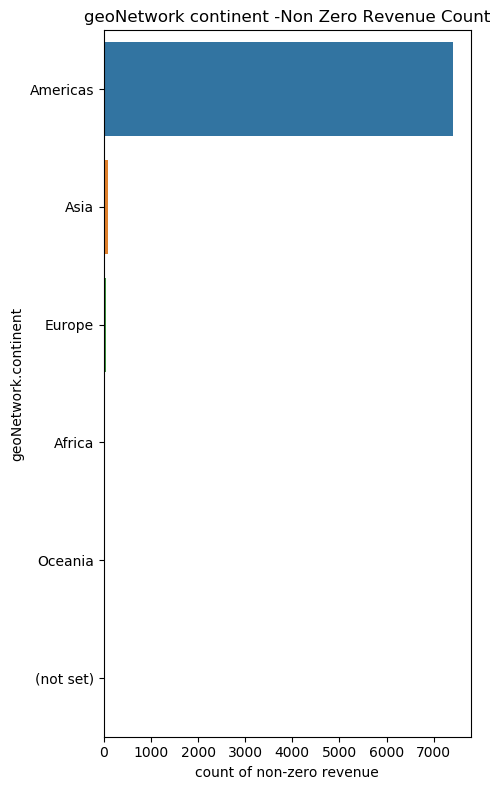 geoNetwork continent -Non Zero Revenue Count
Americas
Asia
Europe
Africa
Oceania
(not set)
geoNetwork.continent
0 1000 2000 3000 4000 5000 6000 7000
count of non-zero revenue